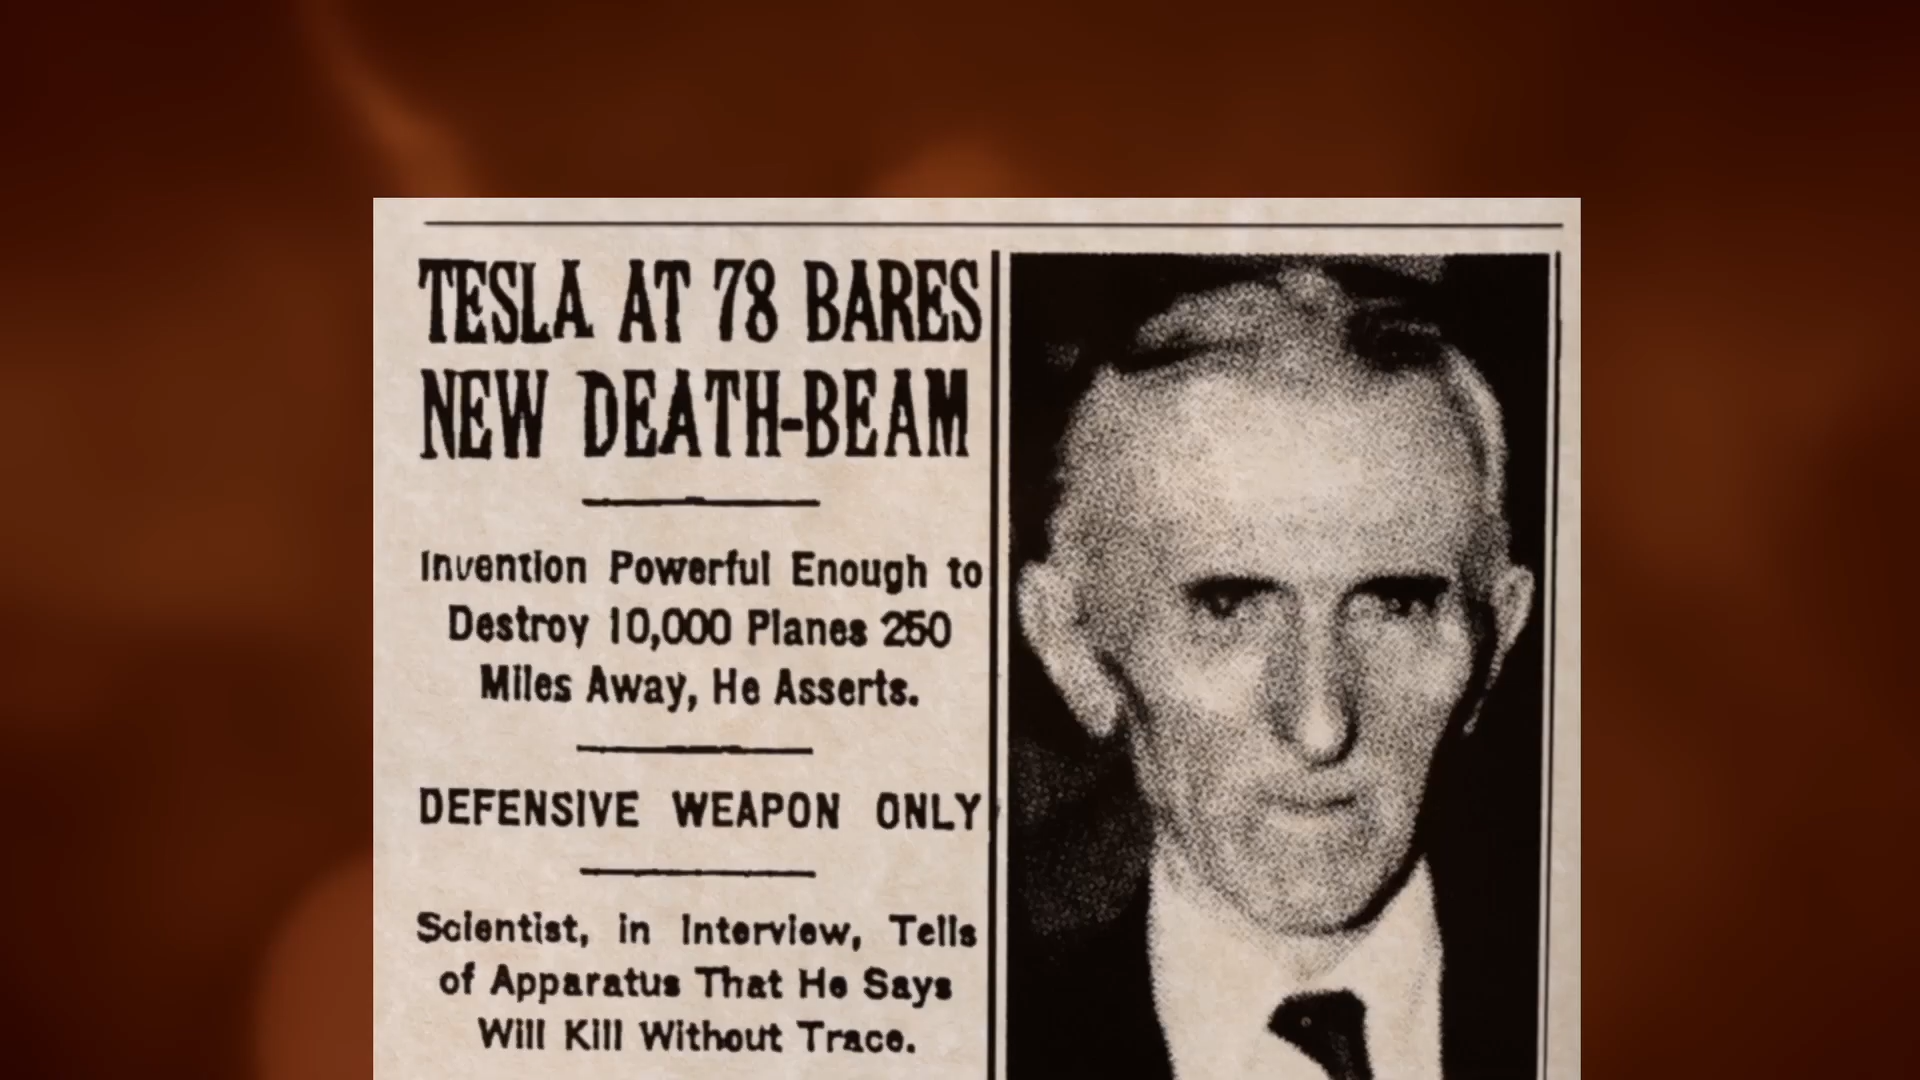 TESLA AT 78 BARES
NEW DEATH-BEAM
Invention Powerful Enough to
Destroy 10,000 Planes 250
Miles Away, He Asserts.
DEFENSIVE WEAPON ONLY
Scientist, in Interview, Tells
of Apparatus That He Says
Will Kill Without Trace.